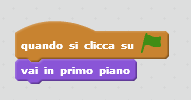 quando si clicca su
vai in primo piano